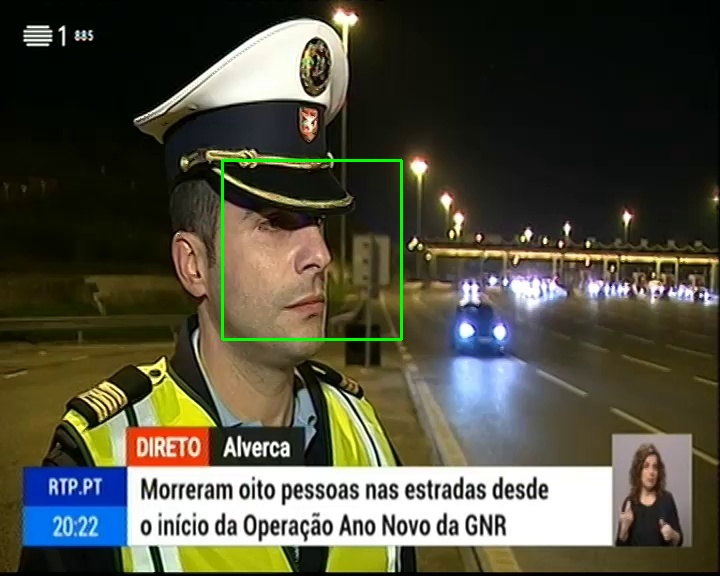 1 885
DIRETO Alverca
RTP.PT
20:22
Morreram oito pessoas nas estradas desde
o início da Operação Ano Novo da GNR